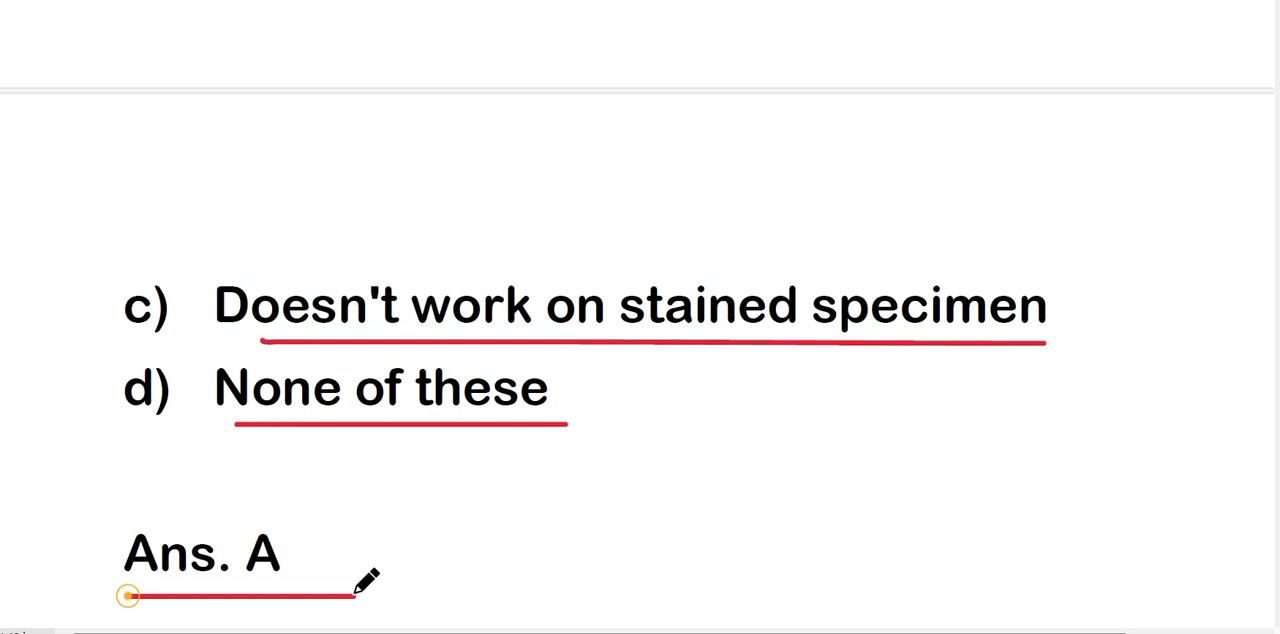 c) Doesn't work on stained specimen
d) None of these
Ans. A